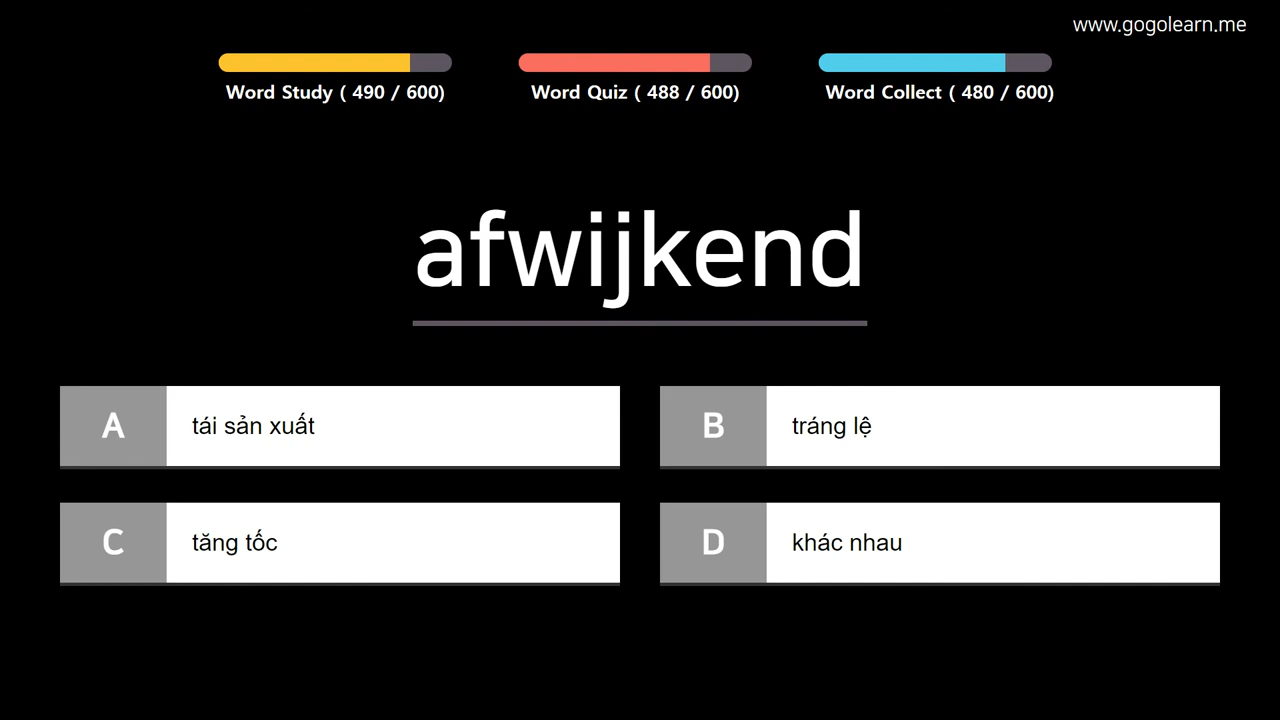 www.gogolearn.me
Word Study ( 490 / 600)
Word Quiz ( 488 / 600)
Word Collect ( 480 / 600)
afwijkend
A tái sản xuất
B tráng lệ
C tăng tốc
D khác nhau